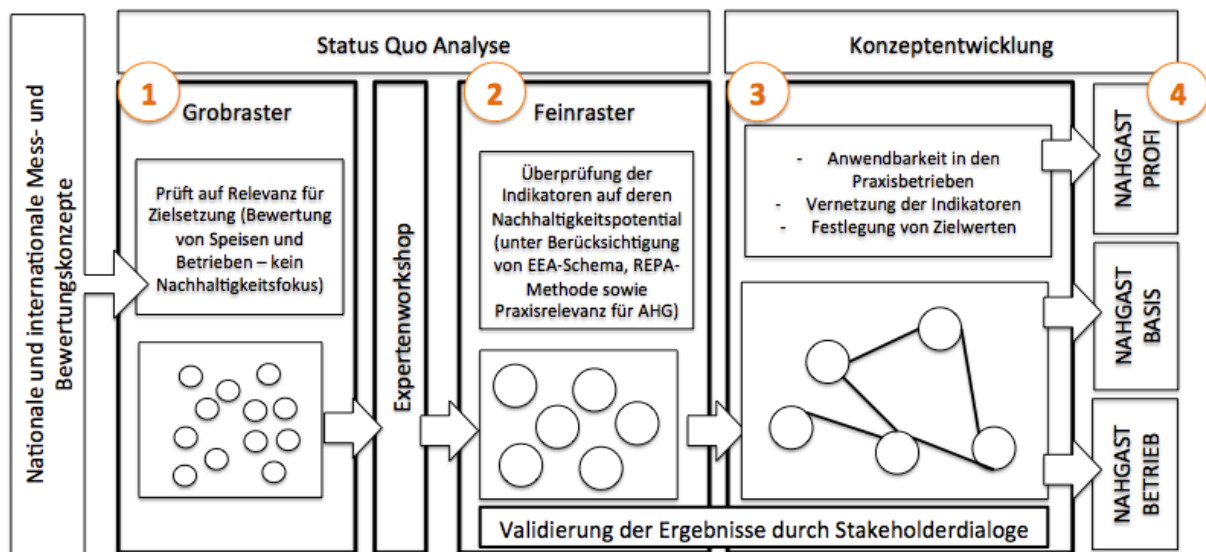 Nationale und internationale Mess- und
Bewertungskonzepte
Status Quo Analyse
Konzeptentwicklung
1
Grobraster
Prüft auf Relevanz für
Zielsetzung (Bewertung
von Speisen und
Betrieben – kein
Nachhaltigkeitsfokus)
Expertenworkshop
2
Feinraster
Überprüfung der
Indikatoren auf deren
Nachhaltigkeitspotential
(unter Berücksichtigung
von EEA-Schema, REPA-
Methode sowie
Praxisrelevanz für AHG)
3
- Anwendbarkeit in den
Praxisbetrieben
- Vernetzung der Indikatoren
- Festlegung von Zielwerten
Validierung der Ergebnisse durch Stakeholderdialoge
4
NAHGAST
PROFI
NAHGAST
BASIS
NAHGAST
BETRIEB